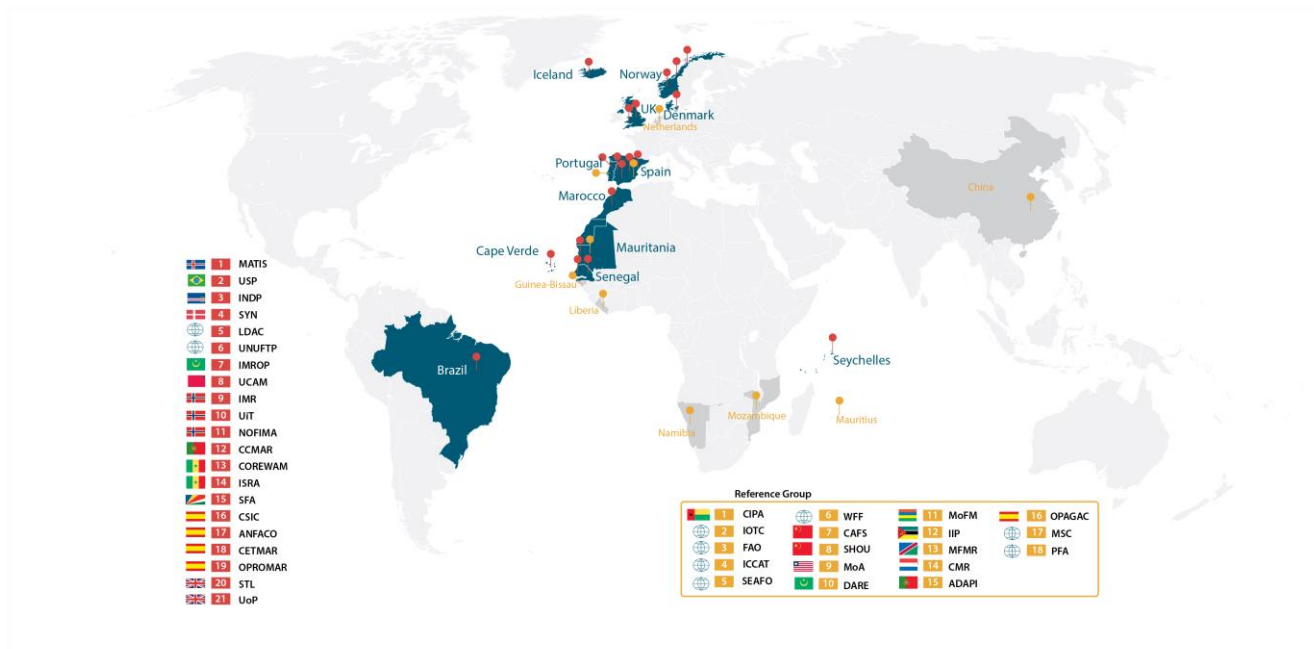 Iceland
Norway
UK
Denmark
Netherlands
Portugal
Spain
China
Marocco
Cape Verde
Mauritania
Senegal
Guinea-Bissau
Liberia
Brazil
Seychelles
Mozambique
Mauritius
Namibia
1 MATIS
2 USP
3 INDP
4 SYN
5 LDAC
6 UNUFTP
7 IMROP
8 UCAM
9 IMR
10 UiT
11 NOFIMA
12 CCMAR
13 COREWAM
14 ISRA
15 SFA
16 CSIC
17 ANFACO
18 CETMAR
19 OPROMAR
20 STL
21 UoP
Reference Group
1 CIPA
2 IOTC
3 FAO
4 ICCAT
5 SEAFO
6 WFF
7 CAFS
8 SHOU
9 MoA
10 DARE
11 MoFM
12 IIP
13 MFMR
14 CMR
15 ADAPI
16 OPAGAC
17 MSC
18 PFA